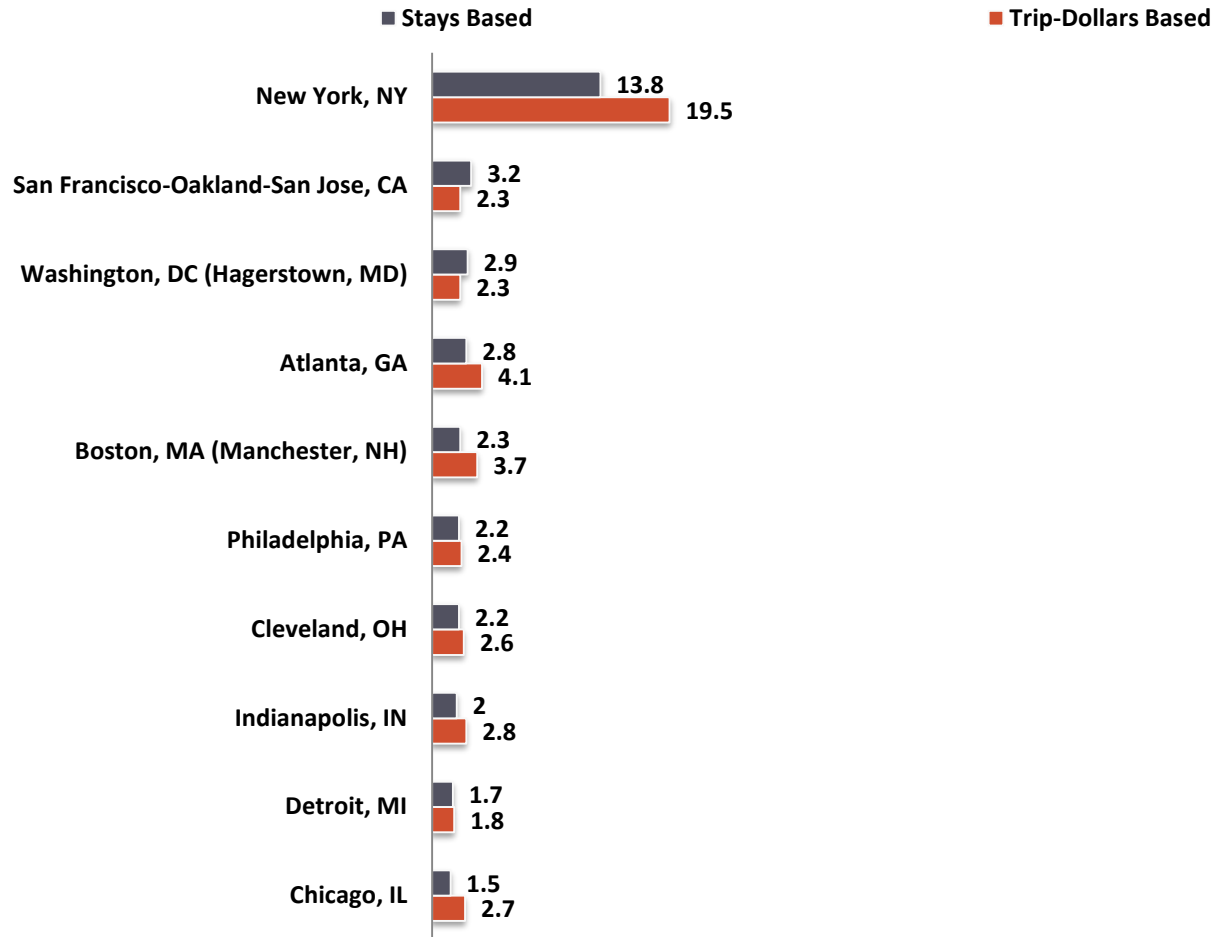 Stays Based Trip-Dollars Based
New York, NY
13.8
19.5
San Francisco-Oakland-San Jose, CA
3.2
2.3
Washington, DC (Hagerstown, MD)
2.9
2.3
Atlanta, GA
2.8
4.1
Boston, MA (Manchester, NH)
2.3
3.7
Philadelphia, PA
2.2
2.4
Cleveland, OH
2.2
2.6
Indianapolis, IN
2
2.8
Detroit, MI
1.7
1.8
Chicago, IL
1.5
2.7